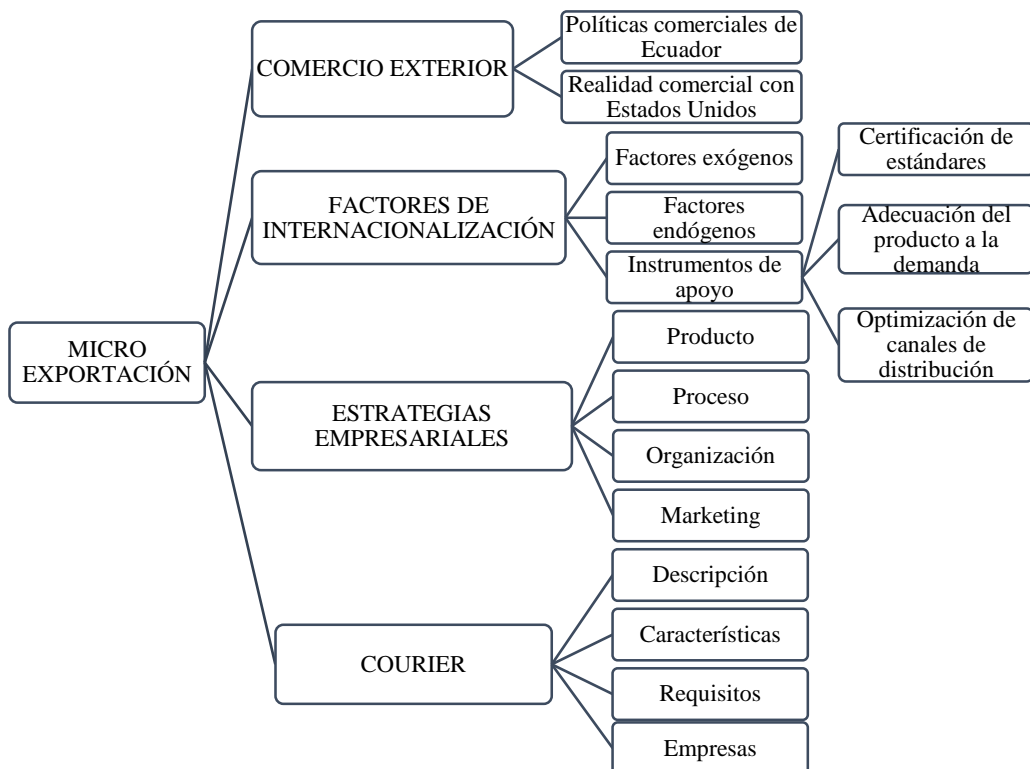 MICRO
EXPORTACIÓN
COMERCIO EXTERIOR
Políticas comerciales de
Ecuador
Realidad comercial con
Estados Unidos
FACTORES DE
INTERNACIONALIZACIÓN
Factores exógenos
Factores
endógenos
Instrumentos de
apoyo
Certificación de
estándares
Adecuación del
producto a la
demanda
Optimización de
canales de
distribución
ESTRATEGIAS
EMPRESARIALES
Producto
Proceso
Organización
Marketing
COURIER
Descripción
Características
Requisitos
Empresas